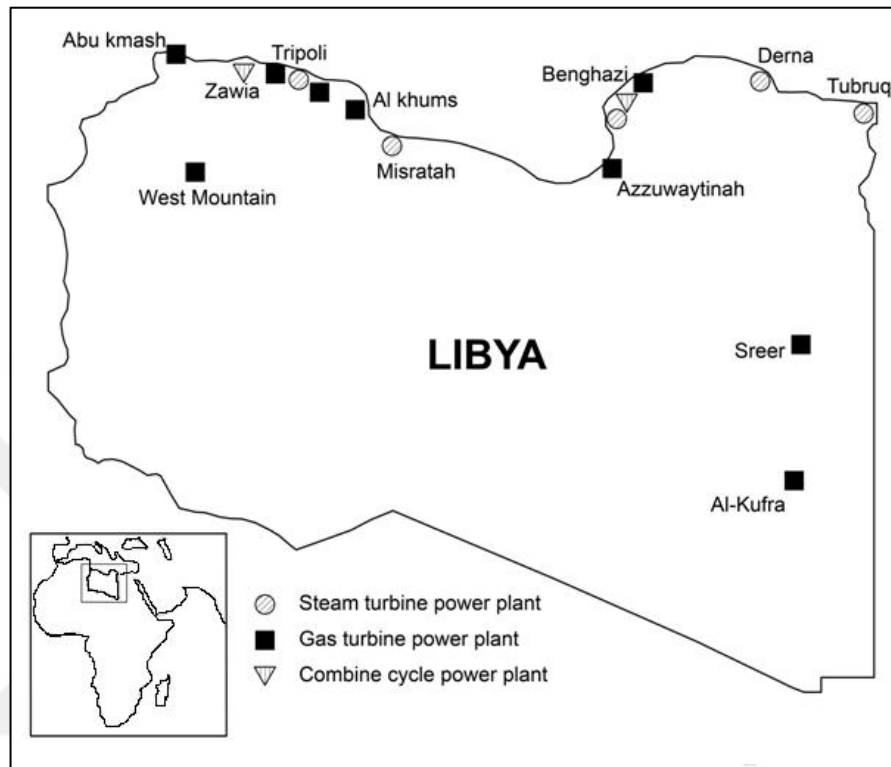 Abu kmash
Tripoli
Derna
Benghazi
Tubruq
Zawia
Al khums
Misratah
West Mountain
Azzuwaytinah
LIBYA
Sreer
Al-Kufra
Steam turbine power plant
Gas turbine power plant
Combine cycle power plant